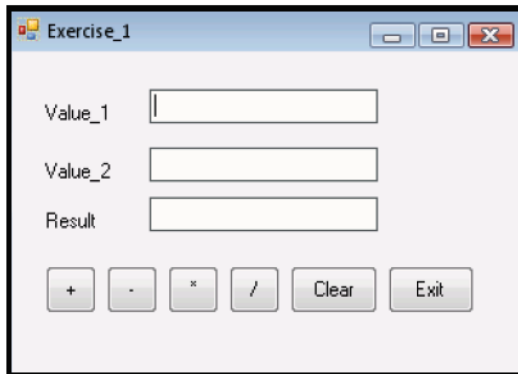 Exercise_1
Value_1
Value_2
Result
+ - * / Clear Exit